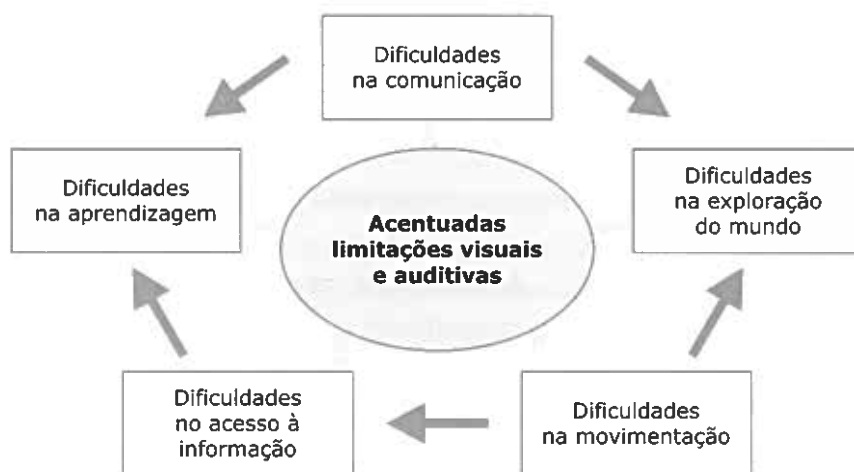 Dificuldades
na comunicação
Dificuldades
na aprendizagem
Acentuadas
limitações visuais
e auditivas
Dificuldades
na exploração
do mundo
Dificuldades
no acesso à
informação
Dificuldades
na movimentação